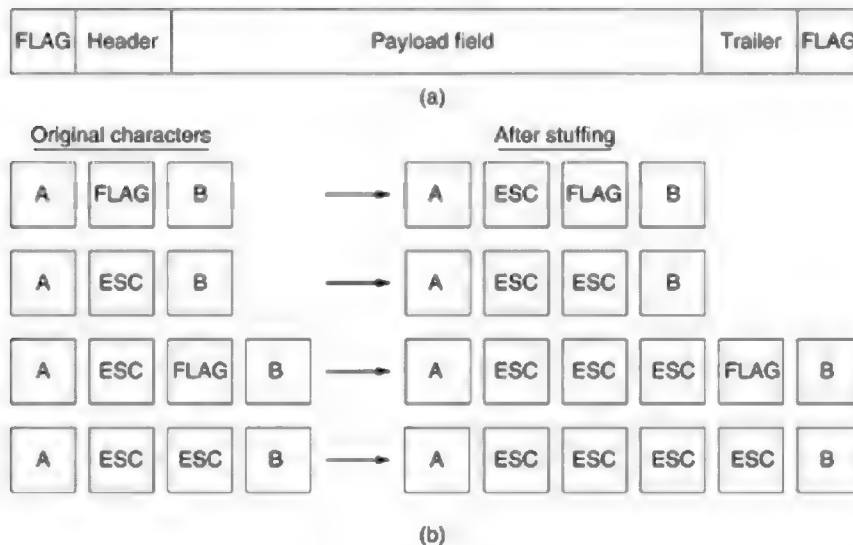 FLAG Header Payload field Trailer FLAG
(a)
Original characters After stuffing
A FLAG B A ESC FLAG B
A ESC B A ESC ESC B
A ESC FLAG B A ESC ESC ESC FLAG B
A ESC ESC B A ESC ESC ESC ESC B
(b)